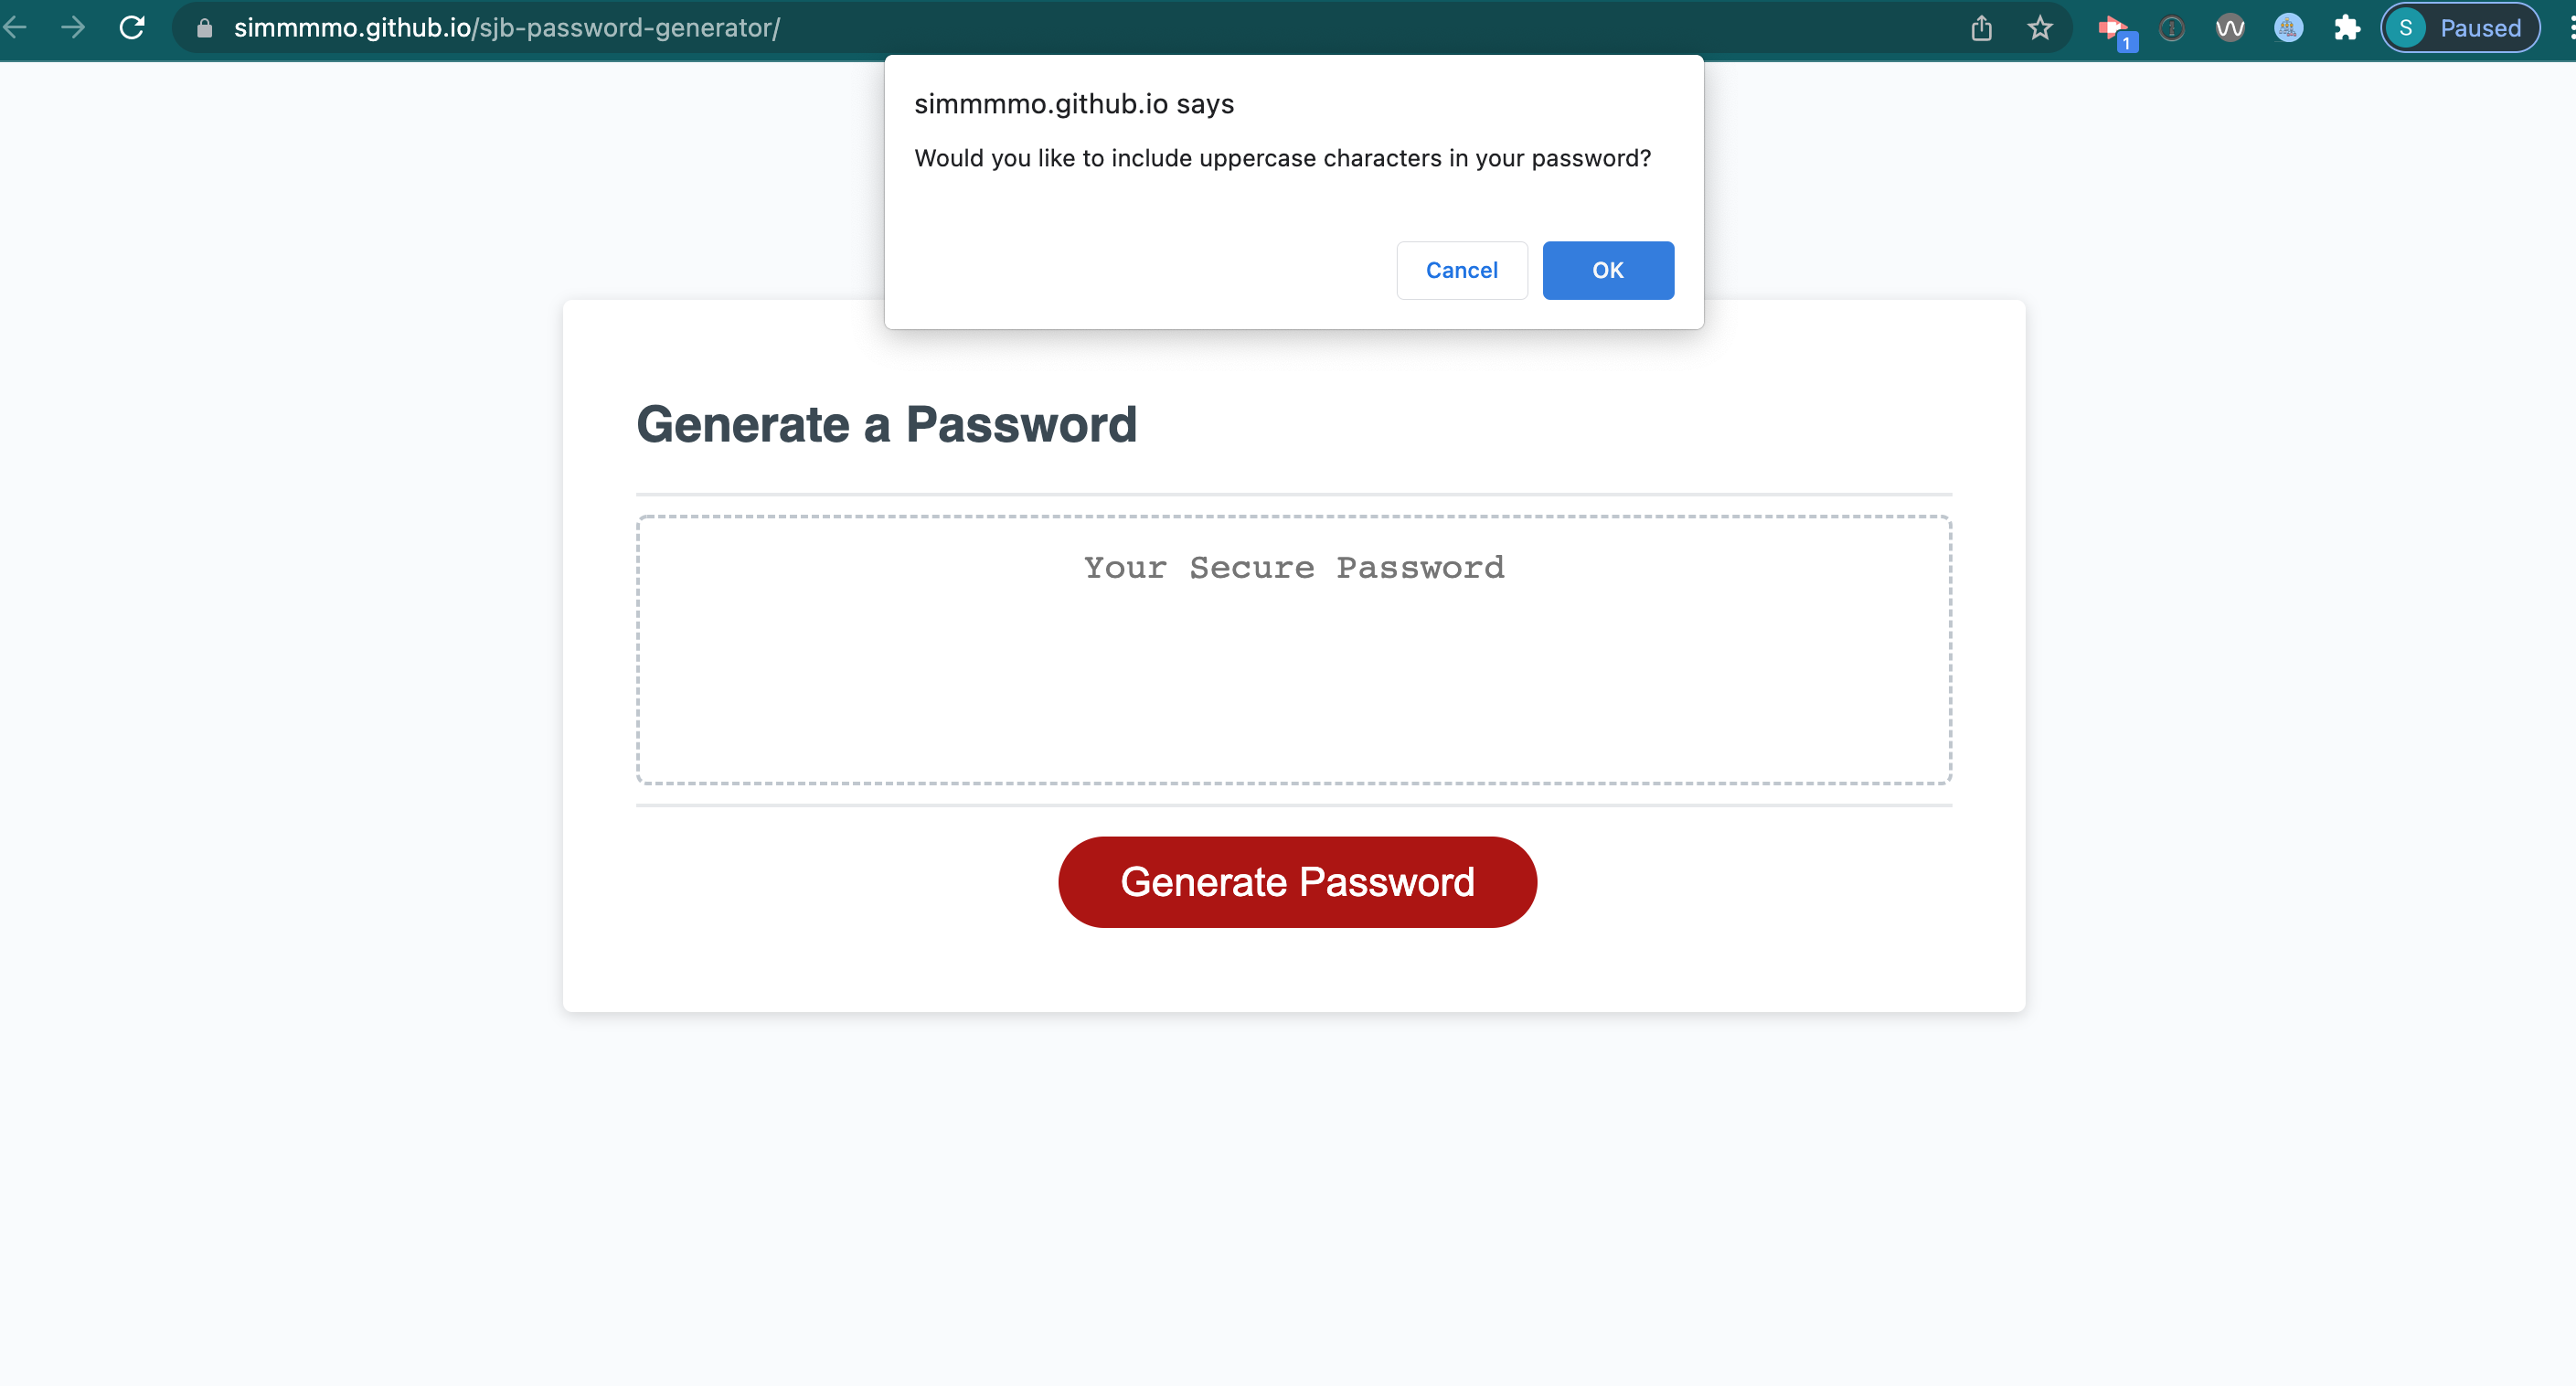 simmmmo.github.io/sjb-password-generator/
1
S Paused
simmmmo.github.io says
Would you like to include uppercase characters in your password?
Cancel OK
Generate a Password
Your Secure Password
Generate Password